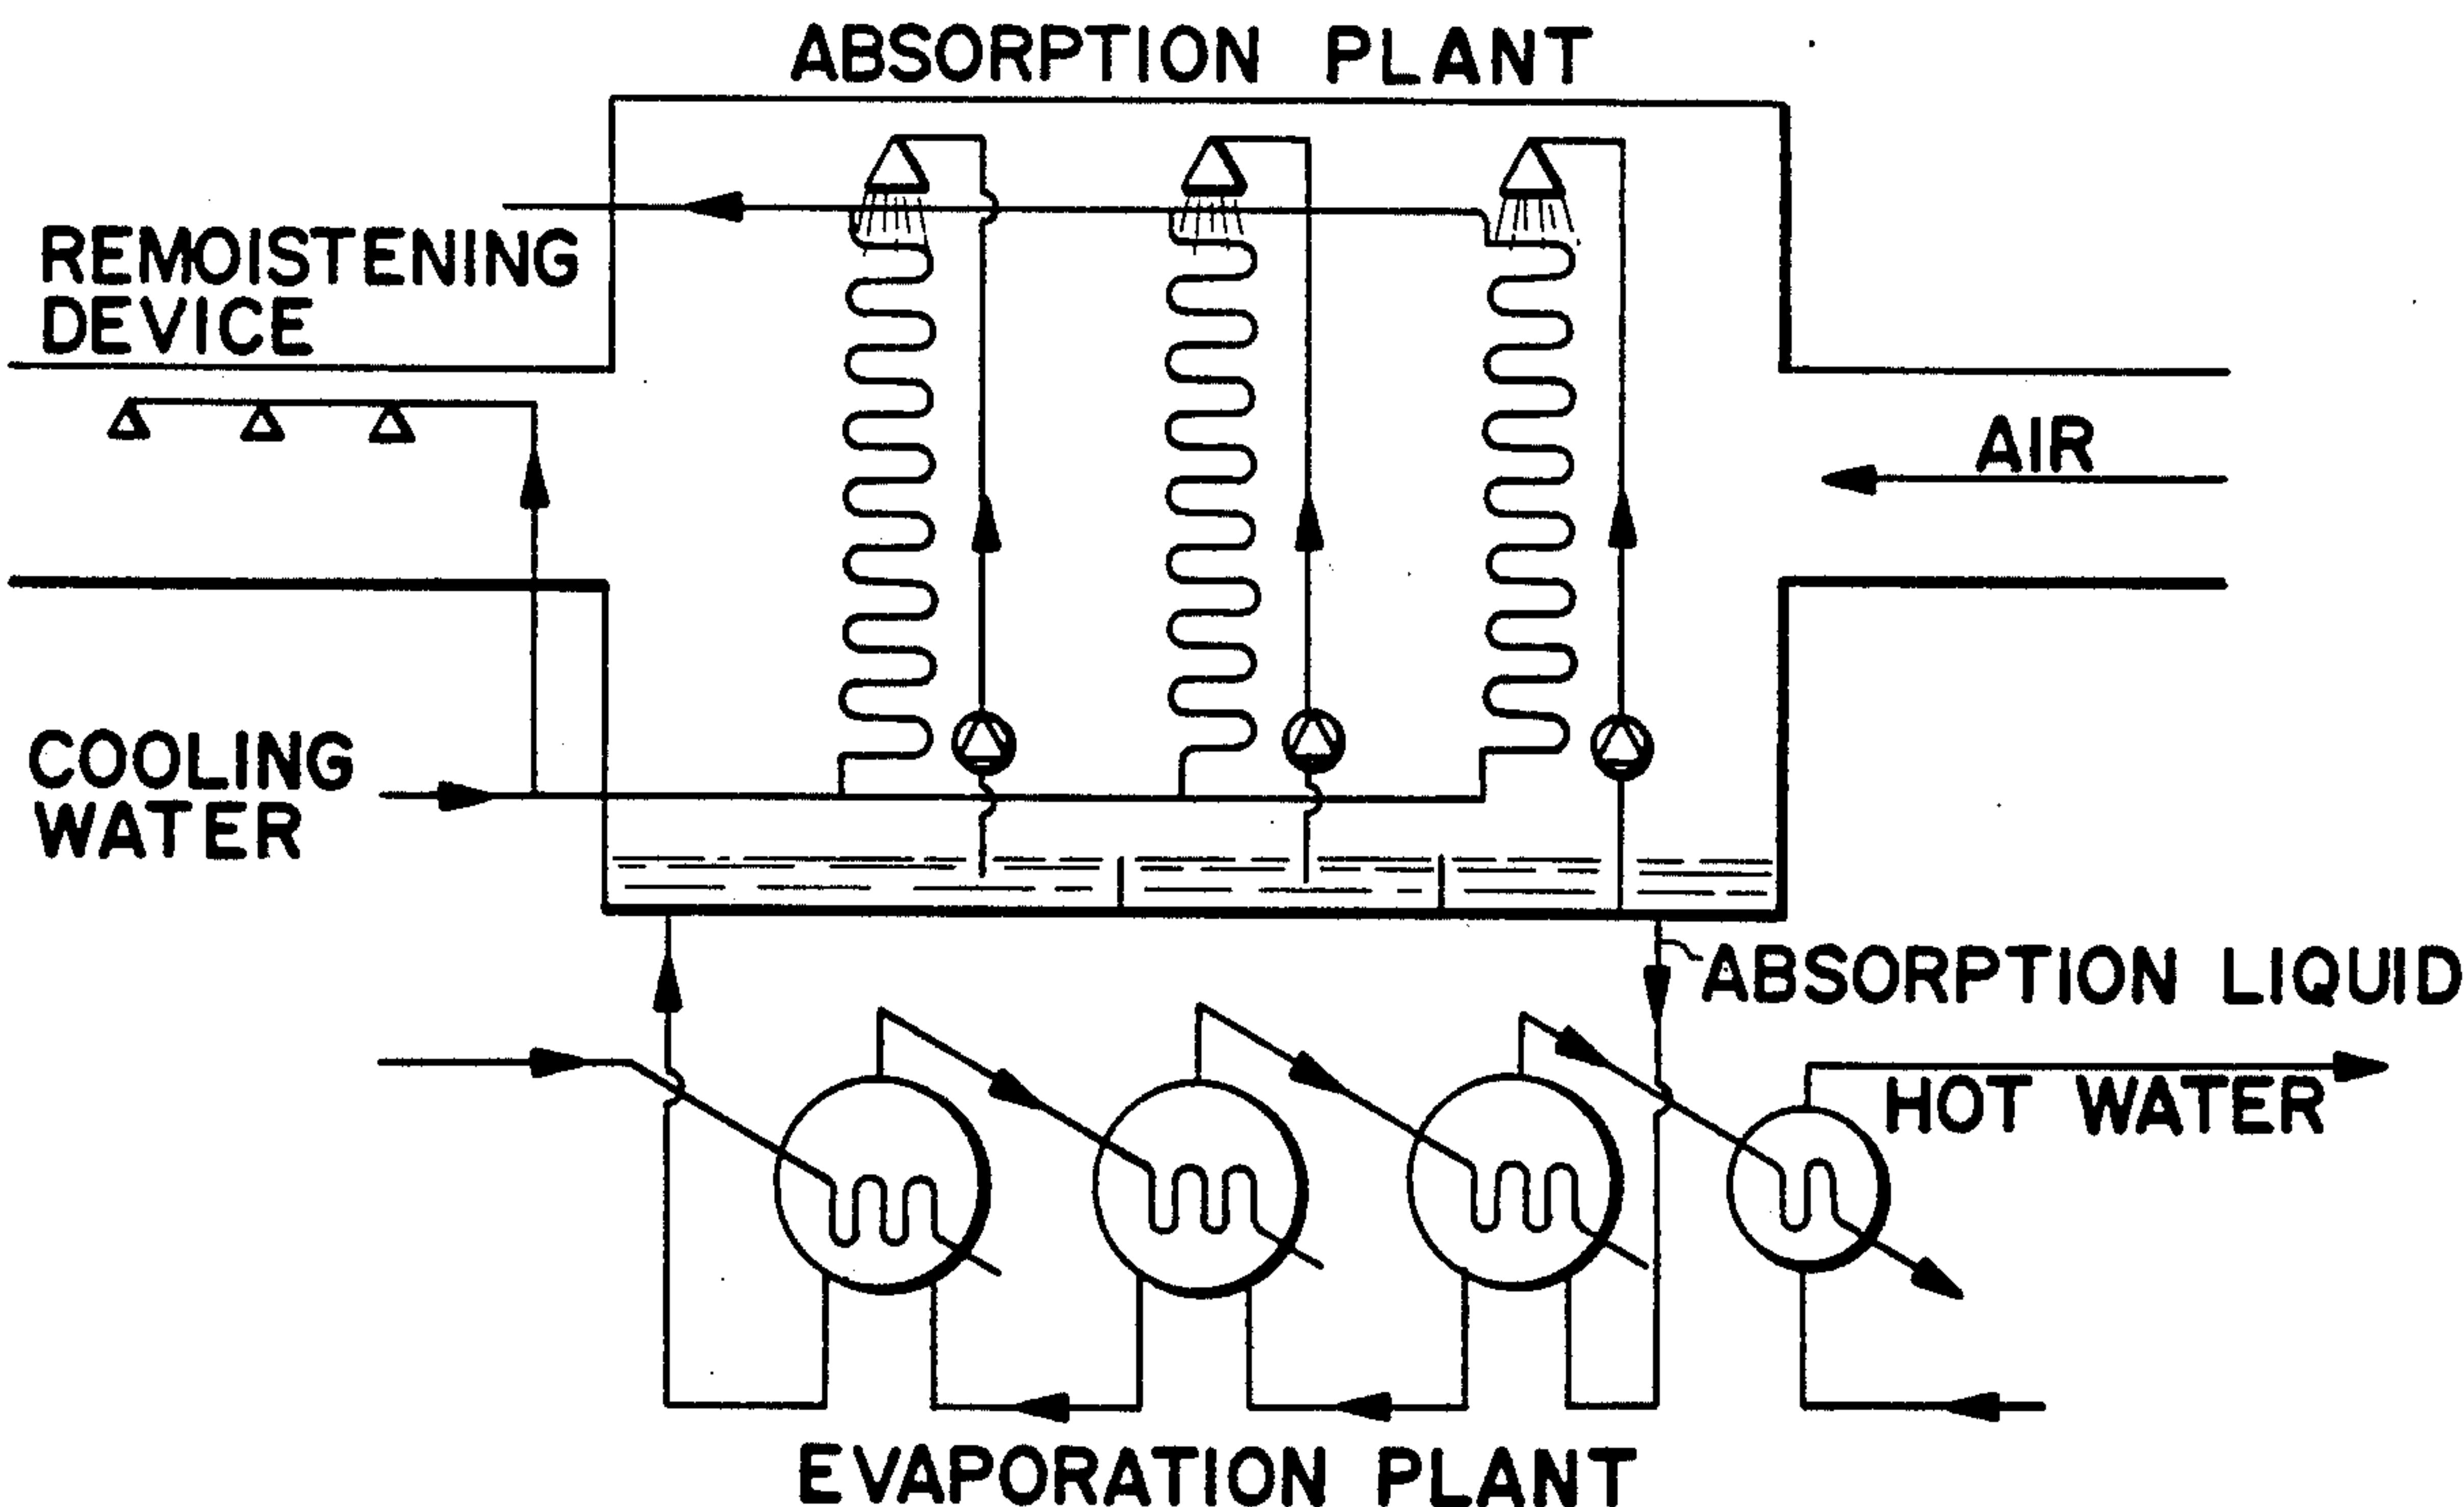 ABSORPTION PLANT
REMOISTENING
DEVICE
AIR
COOLING
WATER
ABSORPTION LIQUID
HOT WATER
EVAPORATION PLANT